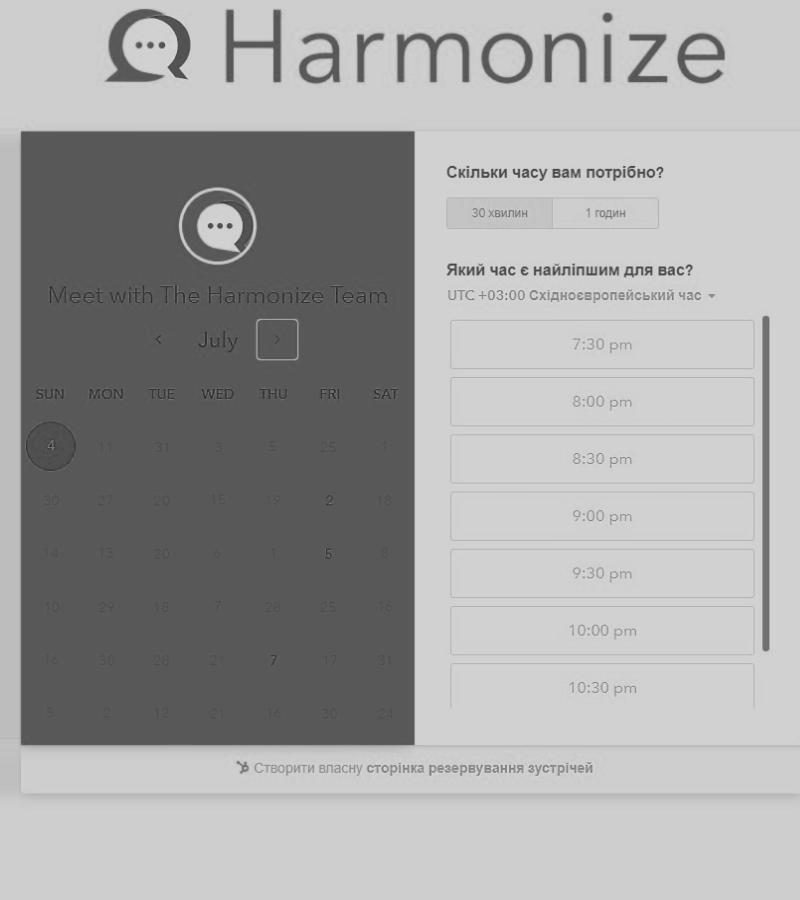 Harmonize
Meet with The Harmonize Team
July
SUN MON TUE WED THU FRI SAT
4 11 31 3 5 25 1
30 27 20 15 19 2 18
14 13 20 6 1 5 8
10 29 18 7 28 25 16
16 30 28 21 7 17 31
5 2 12 21 16 30 24
Скільки часу вам потрібно?
30 хвилин 1 годин
Який час є найліпшим для вас?
UTC +03:00 Східноєвропейський час
7:30 pm
8:00 pm
8:30 pm
9:00 pm
9:30 pm
10:00 pm
10:30 pm
Створити власну сторінка резервування зустрічей